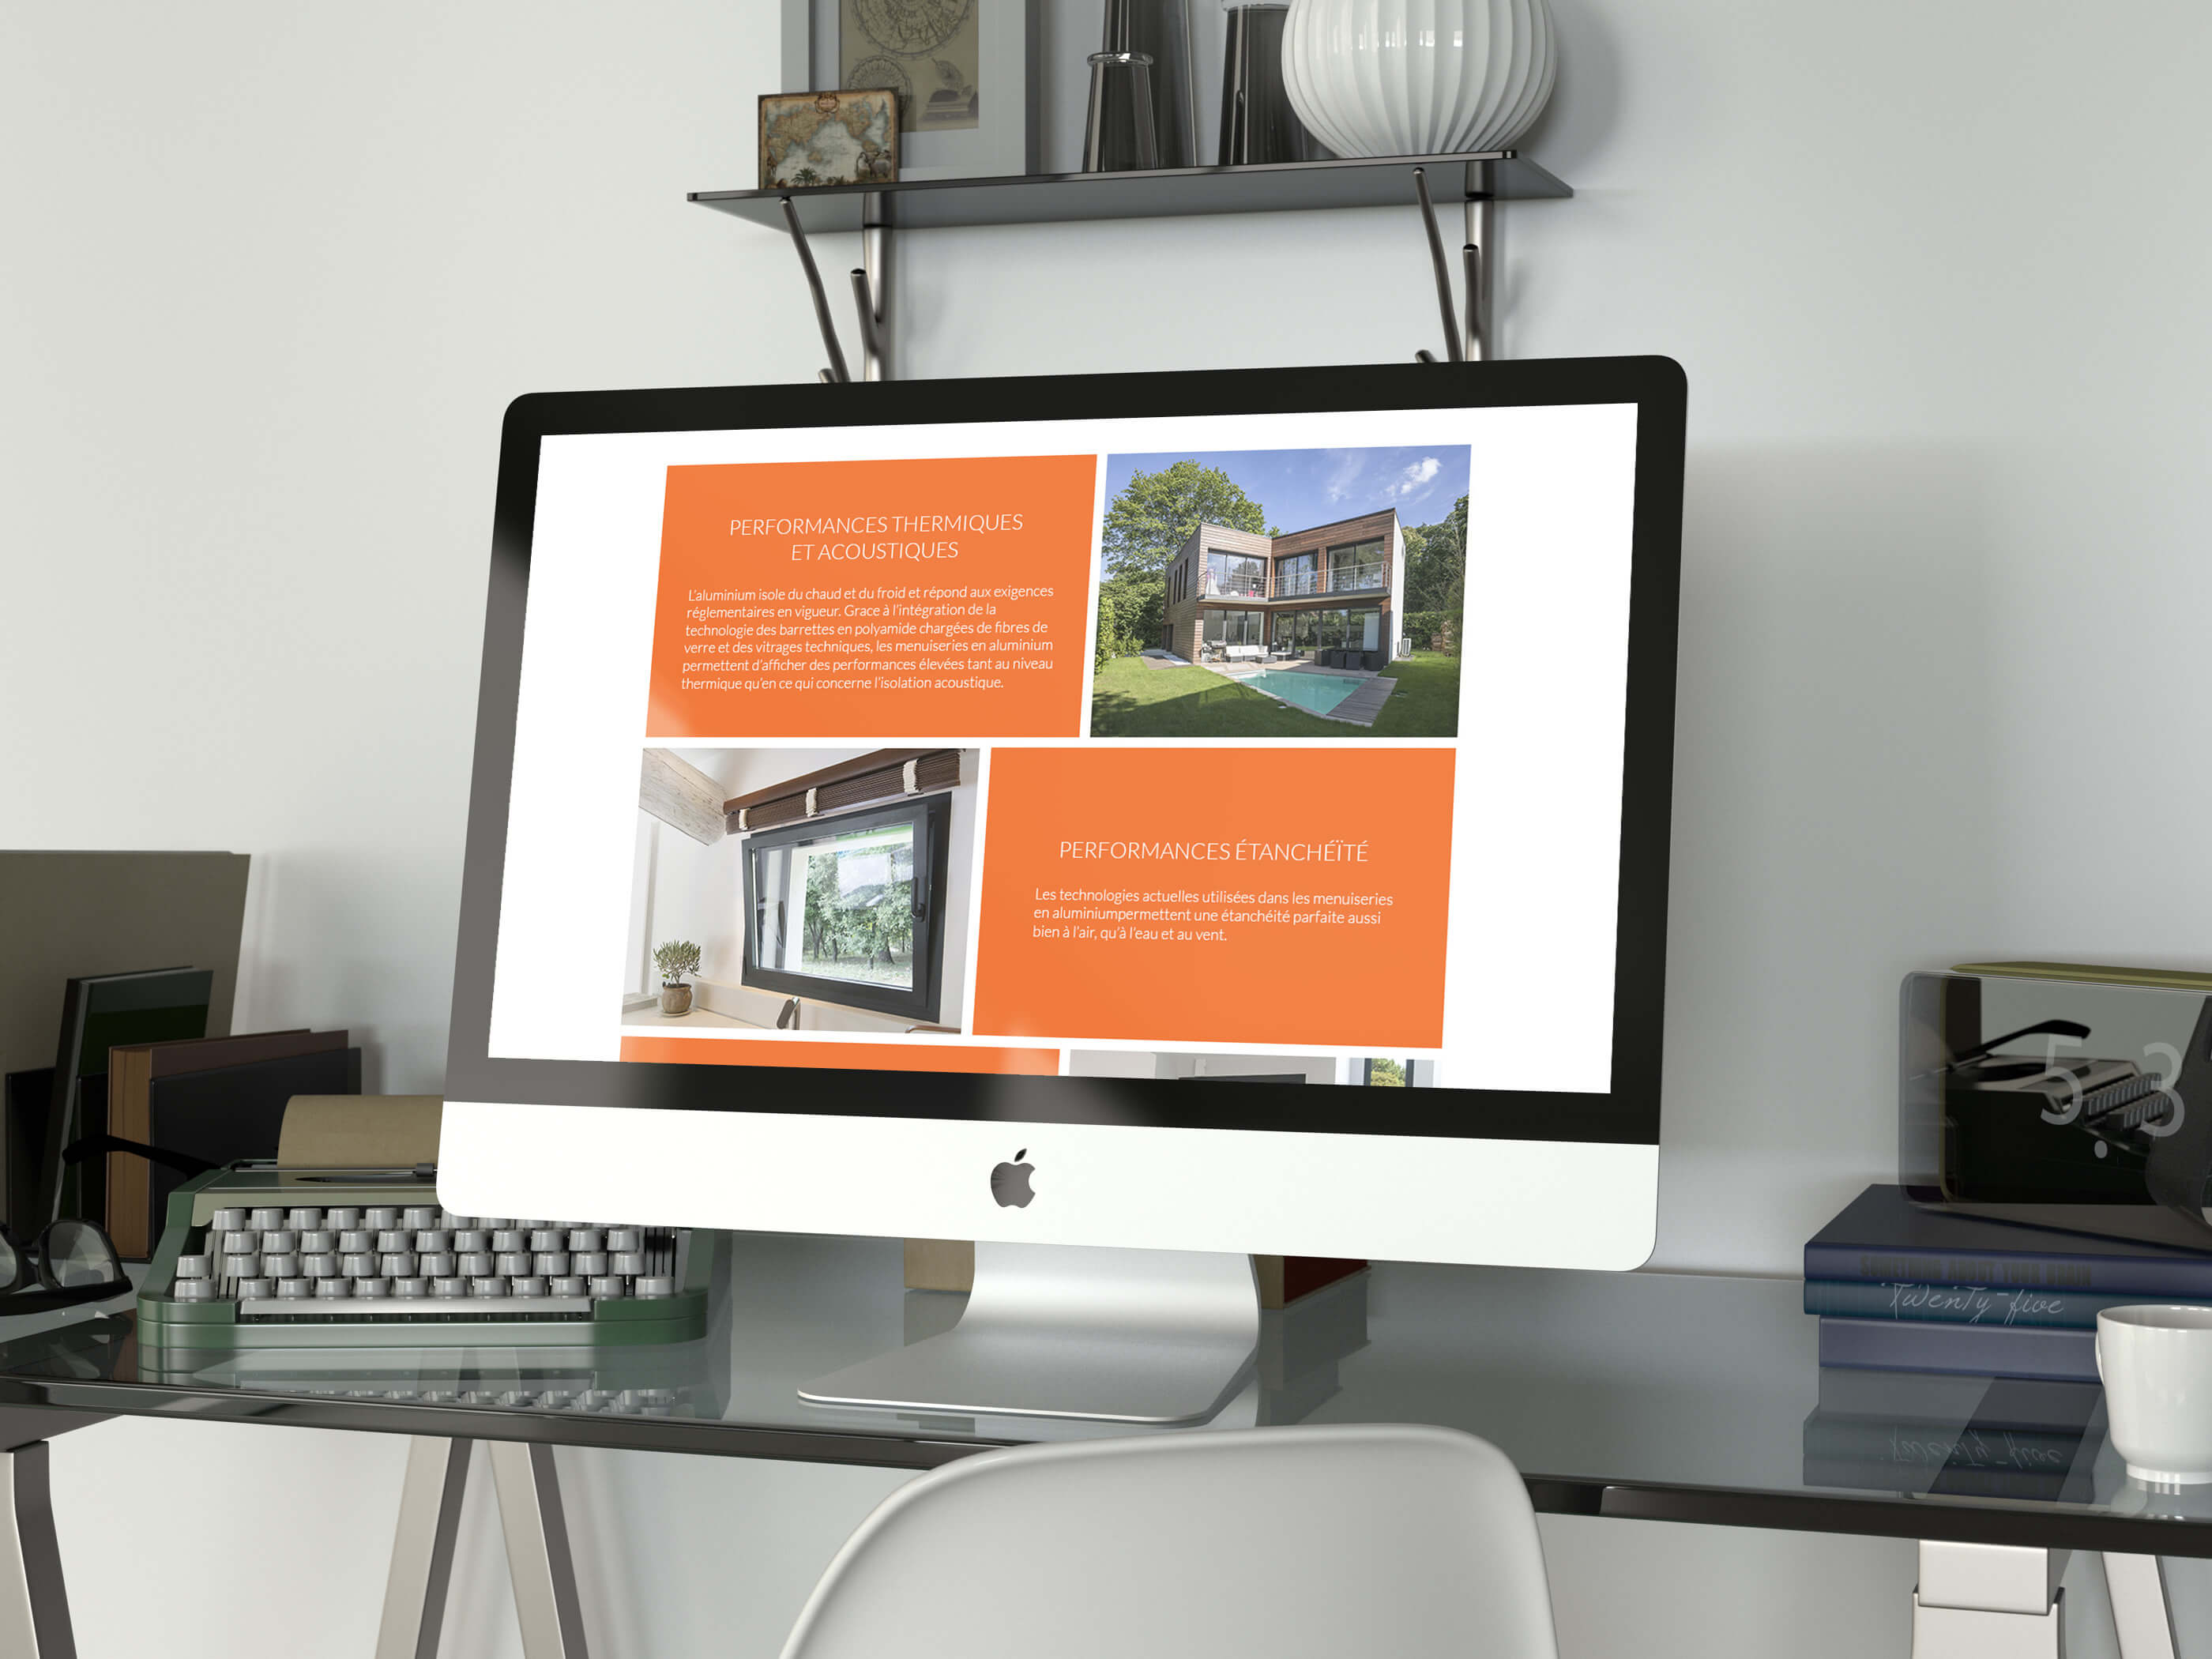 PERFORMANCES THERMIQUES
ET ACOUSTIQUES
L'aluminium isole du chaud et du froid et répond aux exigences
réglementaires en vigueur. Grace à l'intégration de la
technologie des barrettes en polyamide chargées de fibres de
verre et des vitrages techniques, les menuiseries en aluminium
permettent d'afficher des performances élevées tant au niveau
thermique qu'en ce qui concerne l'isolation acoustique.
PERFORMANCES ÉTANCHÉÏTÉ
Les technologies actuelles utilisées dans les menuiseries
en aluminiumpermettent une étanchéité parfaite aussi
bien à l'air, qu'à l'eau et au vent.
5.3
Twenty-five